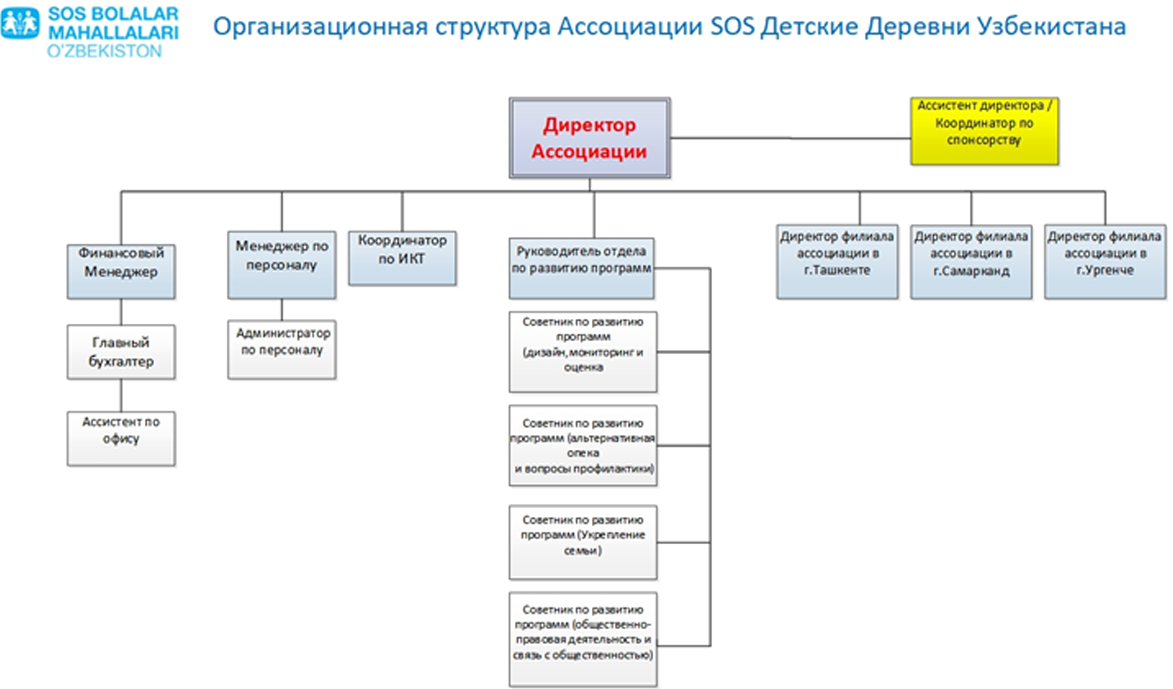 SOS BOLALAR
MAHALLALARI
O'ZBEKISTON
Организационная структура Ассоциации SOS Детские Деревни Узбекистана
Директор
Ассоциации
Ассистент директора /
Координатор по
спонсорству
Финансовый
Менеджер
Менеджер по
персоналу
Координатор
по ИКТ
Руководитель отдела
по развитию программ
Директор филиала
ассоциации в
г.Ташкенте
Директор филиала
ассоциации в
г.Самарканд
Директор филиала
ассоциации в
г.Ургенче
Главный
бухгалтер
Администратор
по персоналу
Ассистент по
офису
Советник по развитию
программ
(дизайн, мониторинг и
оценка
Советник по развитию
программ (альтернативная
опека
и вопросы профилактики)
Советник по развитию
программ (Укрепление
семьи)
Советник по развитию
программ (общественно-
правовая деятельность и
связь с общественностью)